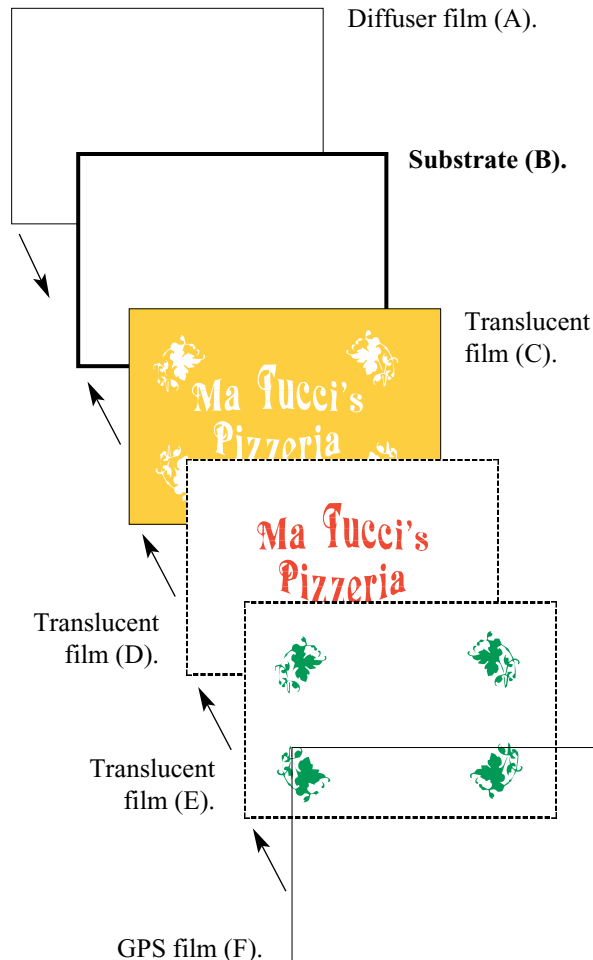 Diffuser film (A).
Substrate (B).
Translucent
film (C).
Ma Tucci's
Pizzeria
Ma Tucci's
Pizzeria
Translucent
film (D).
Translucent
film (E).
GPS film (F).